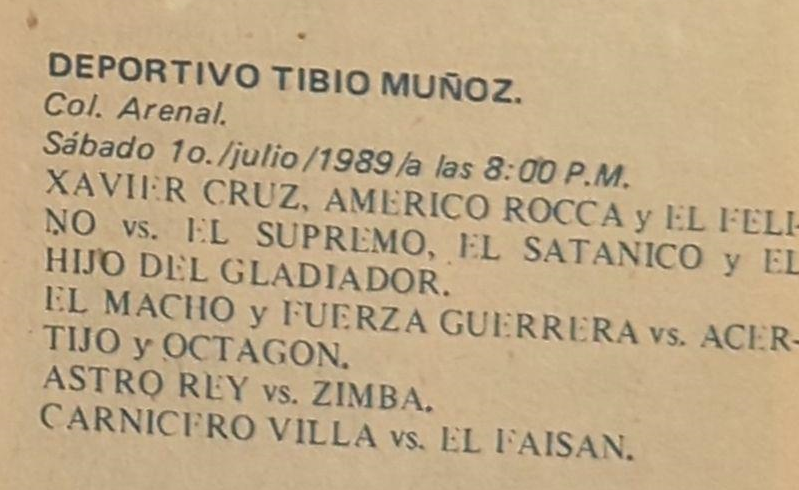 DEPORTIVO TIBIO MUÑOZ.
Col. Arenal.
Sábado 1o./julio/1989/a las 8:00 P.M.
XAVIER CRUZ, AMERICO ROCCA y EL FELI-
NO vs. EL SUPREMO, EL SATANICO y EL
HIJO DEL GLADIADOR.
EL MACHO y FUERZA GUERRERA vs. ACER-
TIJO y OCTAGON.
ASTRO REY vs. ZIMBA.
CARNICERO VILLA vs. EL FAISAN.